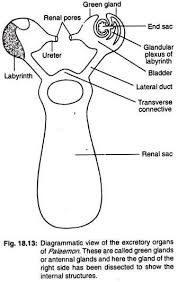 Green gland
Renal pores
End sac
Glandular
plexus of
labyrinth
Ureter
Bladder
Labyrinth
Lateral duct
Transverse
connective
Renal sac
Fig. 18.13: Diagrammatic view of the excretory organs
of Palaemon. These are called green glands
or antennal glands and here the gland of the
right side has been dissected to show the
internal structures.